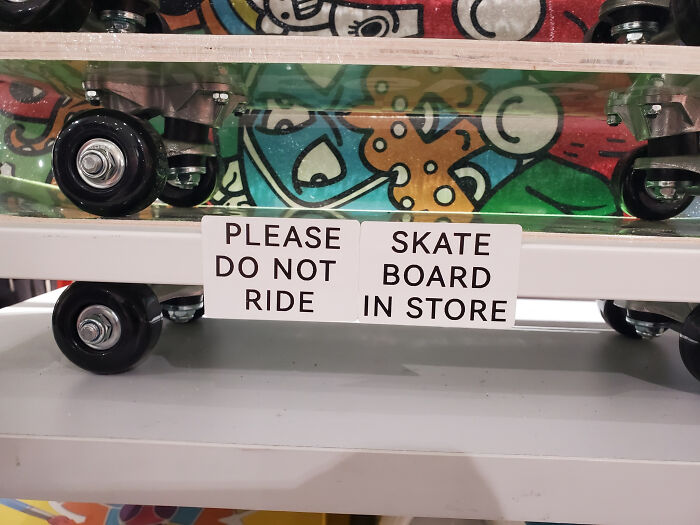 PLEASE
DO NOT
RIDE
SKATE
BOARD
IN STORE